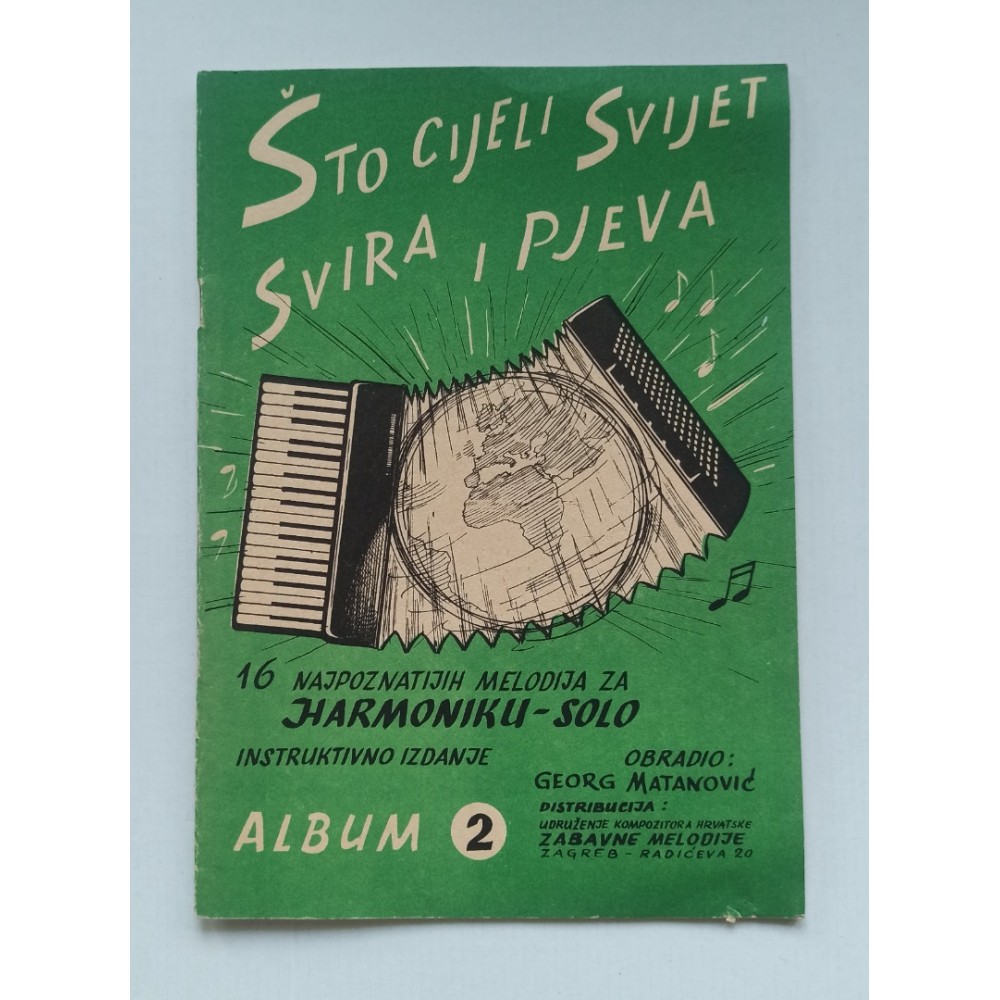 ŠTO CIJELI SVIJET
SVIRA I PJEVA
16 NAJPOZNATIJIH MELODIJA ZA
HARMONIKU-SOLO
INSTRUKTIVNO IZDANJE
OBRADIO:
GEORG MATANOVIĆ
DISTRIBUCIJA:
UDRUŽENJE KOMPOZITORA HRVATSKE
ZABAVNE MELODIJE
ZAGREB - RADIĆEVA 20
ALBUM 2